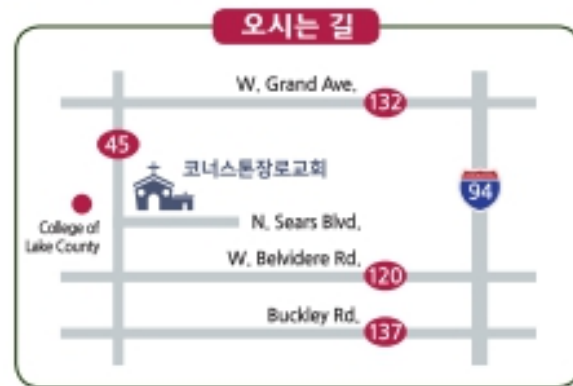 오시는 길
W. Grand Ave.
132
45
코너스톤장로교회
94
College of
Lake County
N. Sears Blvd.
W. Belvidere Rd.
120
Buckley Rd.
137